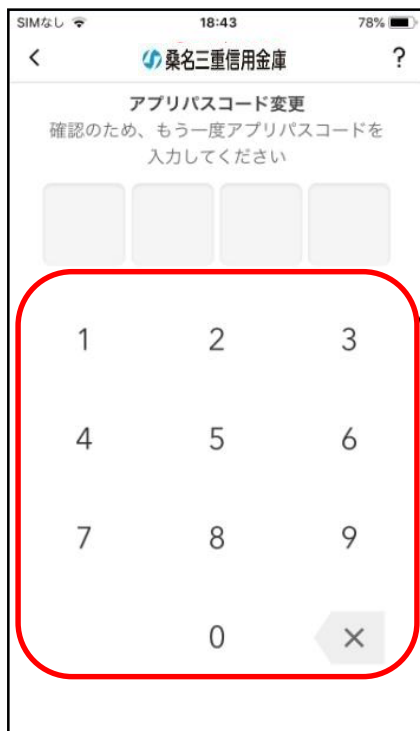 SIMなし 18:43 78%
桑名三重信用金庫 ?
アプリパスコード変更
確認のため、もう一度アプリパスコードを
入力してください
1 2 3
4 5 6
7 8 9
0